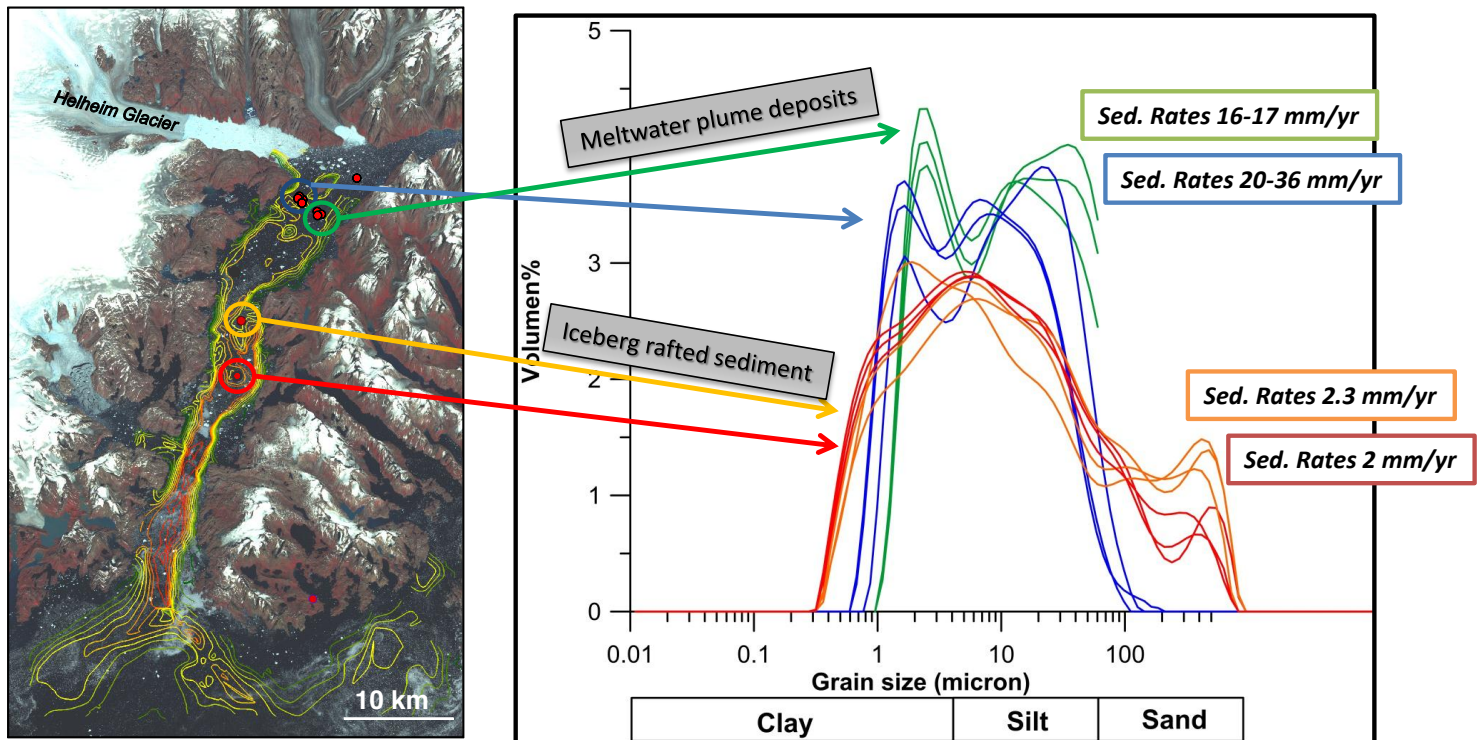 Helheim Glacier
10 km
Meltwater plume deposits
Iceberg rafted sediment
Sed. Rates 16-17 mm/yr
Sed. Rates 20-36 mm/yr
Sed. Rates 2.3 mm/yr
Sed. Rates 2 mm/yr
Volumen%
5
3
2
1
0
0.01 0.1 1 10 100
Grain size (micron)
Clay Silt Sand